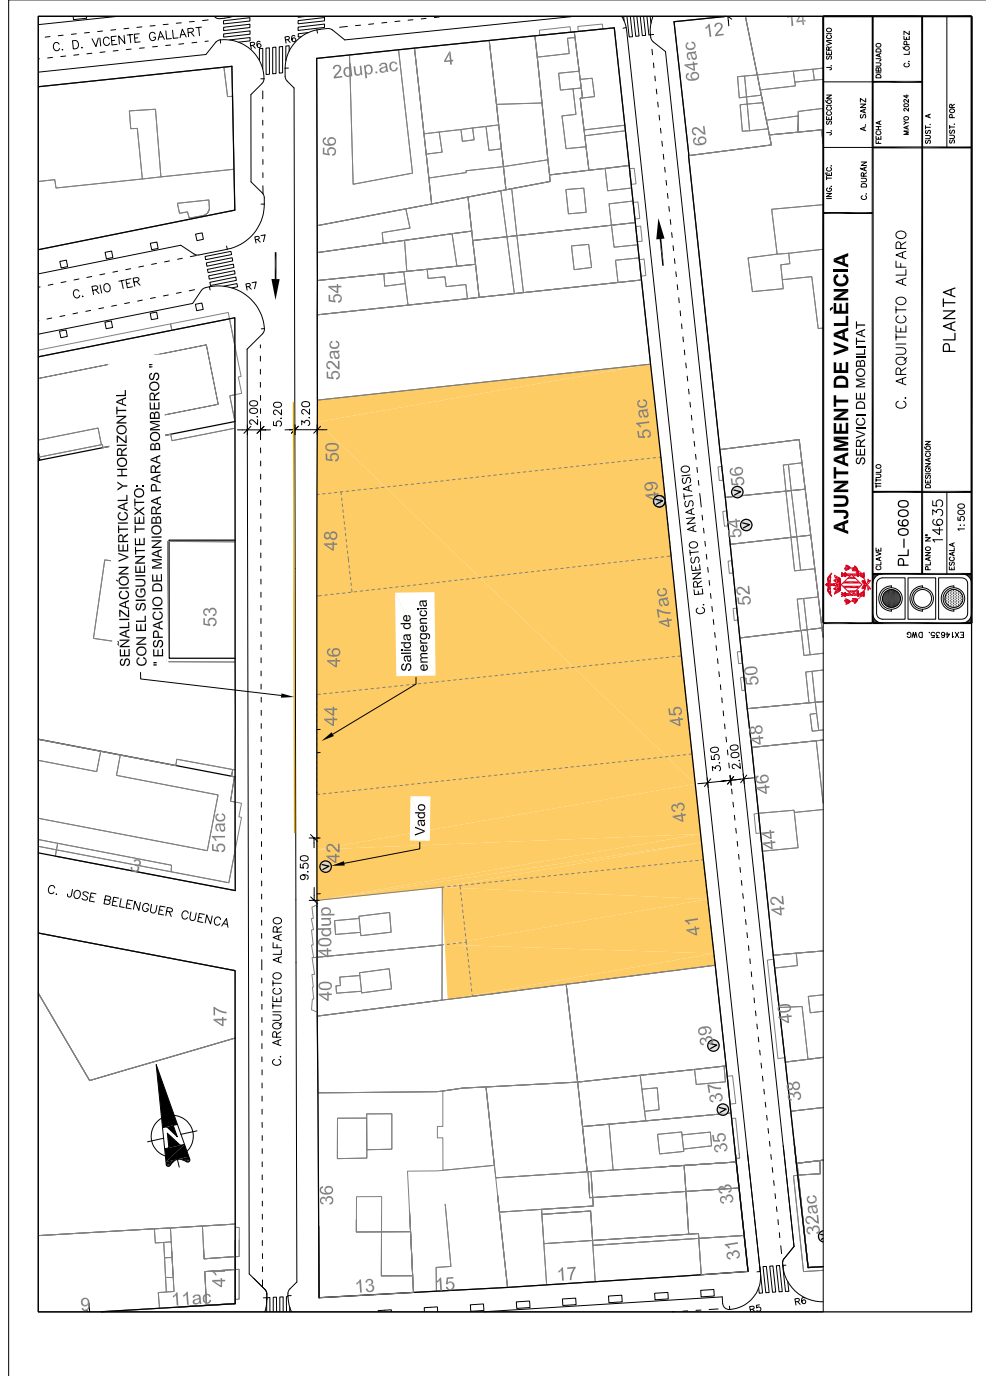 C. D. VICENTE GALLART
R6
R6
2dup.ac
4
12
14
64ac
62
56
R7
R7
C. RIO TER
54
52ac
SEÑALIZACIÓN VERTICAL Y HORIZONTAL
CON EL SIGUIENTE TEXTO:
" ESPACIO DE MANIOBRA PARA BOMBEROS "
2.00
5.20
3.20
50
51ac
49
48
56
54
C. ERNESTO ANASTASIO
53
46
47ac
52
Salida de
emergencia
44
45
50
48
3.50
2.00
46
43
44
Vado
42
9.50
51ac
3
C. JOSE BELENGUER CUENCA
C. ARQUITECTO ALFARO
40dup
40
41
42
47
N
39
40
37
38
35
36
33
32ac
31
13
15
17
9
11ac
41
R5
R6
V
V
V
V
V
V
AJUNTAMENT DE VALÈNCIA
SERVICI DE MOBILITAT
ING. TÉC.
C. DURÁN
J. SECCIÓN
A. SANZ
J. SERVICIO
CLAVE
PL-0600
TITULO
C. ARQUITECTO ALFARO
FECHA
MAYO 2024
DIBUJADO
C. LÓPEZ
PLANO Nº
14635
DESIGNACIÓN
PLANTA
SUST. A
SUST. POR
ESCALA 1:500
EX14635. DWG